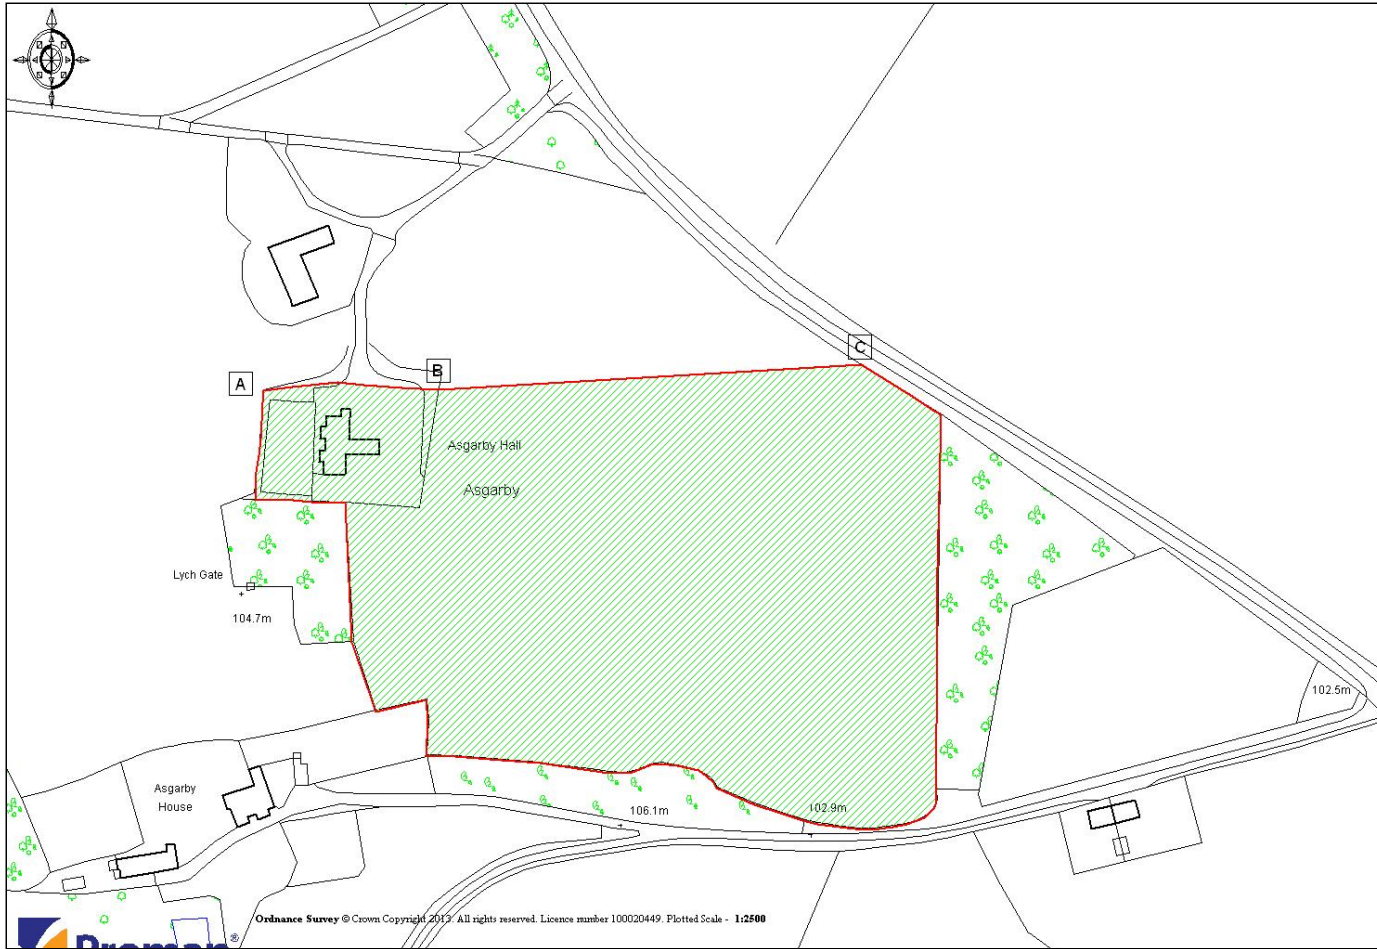 C
B
A
Asgarby Hall
Asgarby
Lych Gate
104.7m
102.5m
Asgarby
House
106.1m
102.9m
Ordnance Survey © Crown Copyright 2013. All rights reserved. Licence number 100020449. Plotted Scale - 1:2500
®